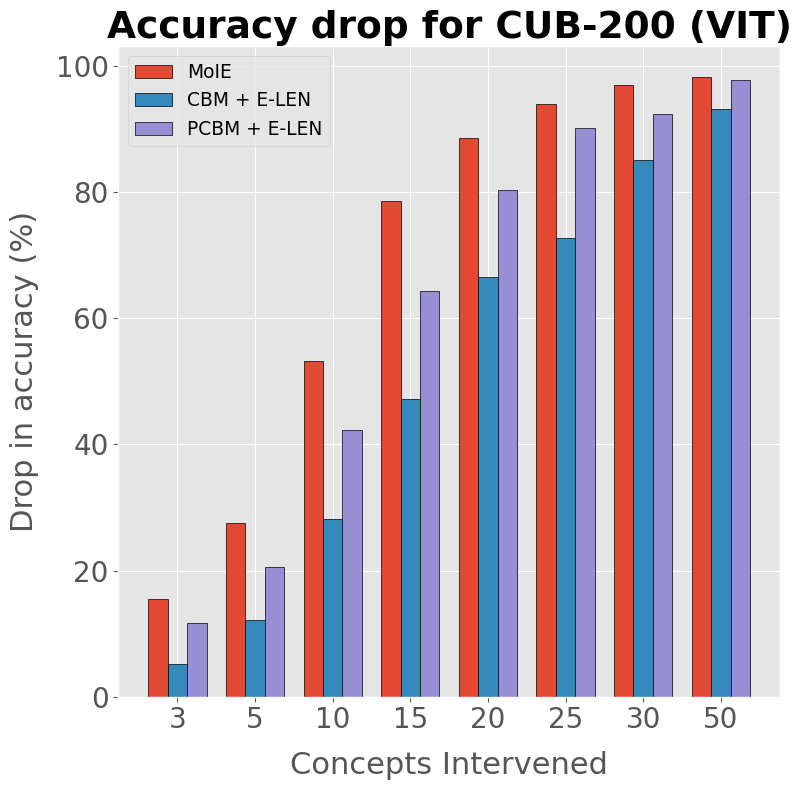 Accuracy drop for CUB-200 (VIT)
MoIE
CBM + E-LEN
PCBM + E-LEN
Drop in accuracy (%)
100
80
60
40
20
0
3 5 10 15 20 25 30 50
Concepts Intervened